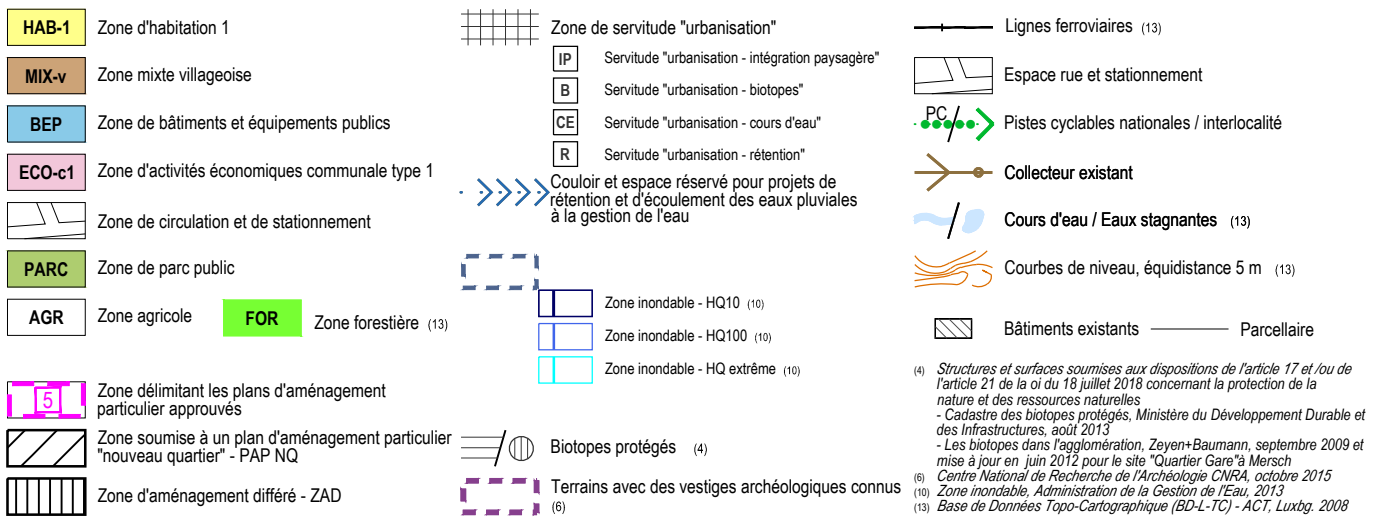 HAB-1 Zone d'habitation 1
MIX-v Zone mixte villageoise
BEP Zone de bâtiments et équipements publics
ECO-c1 Zone d'activités économiques communale type 1
Zone de circulation et de stationnement
PARC Zone de parc public
AGR Zone agricole FOR Zone forestière (13)
5 Zone délimitant les plans d'aménagement
particulier approuvés
Zone soumise à un plan d'aménagement particulier
"nouveau quartier" - PAP NQ
Zone d'aménagement différé - ZAD
Zone de servitude "urbanisation"
IP Servitude "urbanisation - intégration paysagère"
B Servitude "urbanisation - biotopes"
CE Servitude "urbanisation - cours d'eau"
R Servitude "urbanisation - rétention"
Couloir et espace réservé pour projets de
rétention et d'écoulement des eaux pluviales
à la gestion de l'eau
Zone inondable - HQ10 (10)
Zone inondable - HQ100 (10)
Zone inondable - HQ extrême (10)
Biotopes protégés (4)
Terrains avec des vestiges archéologiques connus
(6)
Lignes ferroviaires (13)
Espace rue et stationnement
PC Pistes cyclables nationales / interlocalité
Collecteur existant
Cours d'eau / Eaux stagnantes (13)
Courbes de niveau, équidistance 5 m (13)
Bâtiments existants Parcellaire
(4) Structures et surfaces soumises aux dispositions de l'article 17 et /ou de
l'article 21 de la oi du 18 juillet 2018 concernant la protection de la
nature et des ressources naturelles
- Cadastre des biotopes protégés, Ministère du Développement Durable et
des Infrastructures, août 2013
- Les biotopes dans l'agglomération, Zeyen+Baumann, septembre 2009 et
mise à jour en juin 2012 pour le site "Quartier Gare"à Mersch
(6) Centre National de Recherche de l'Archéologie CNRA, octobre 2015
(10) Zone inondable, Administration de la Gestion de l'Eau, 2013
(13) Base de Données Topo-Cartographique (BD-L-TC) - ACT, Luxbg. 2008